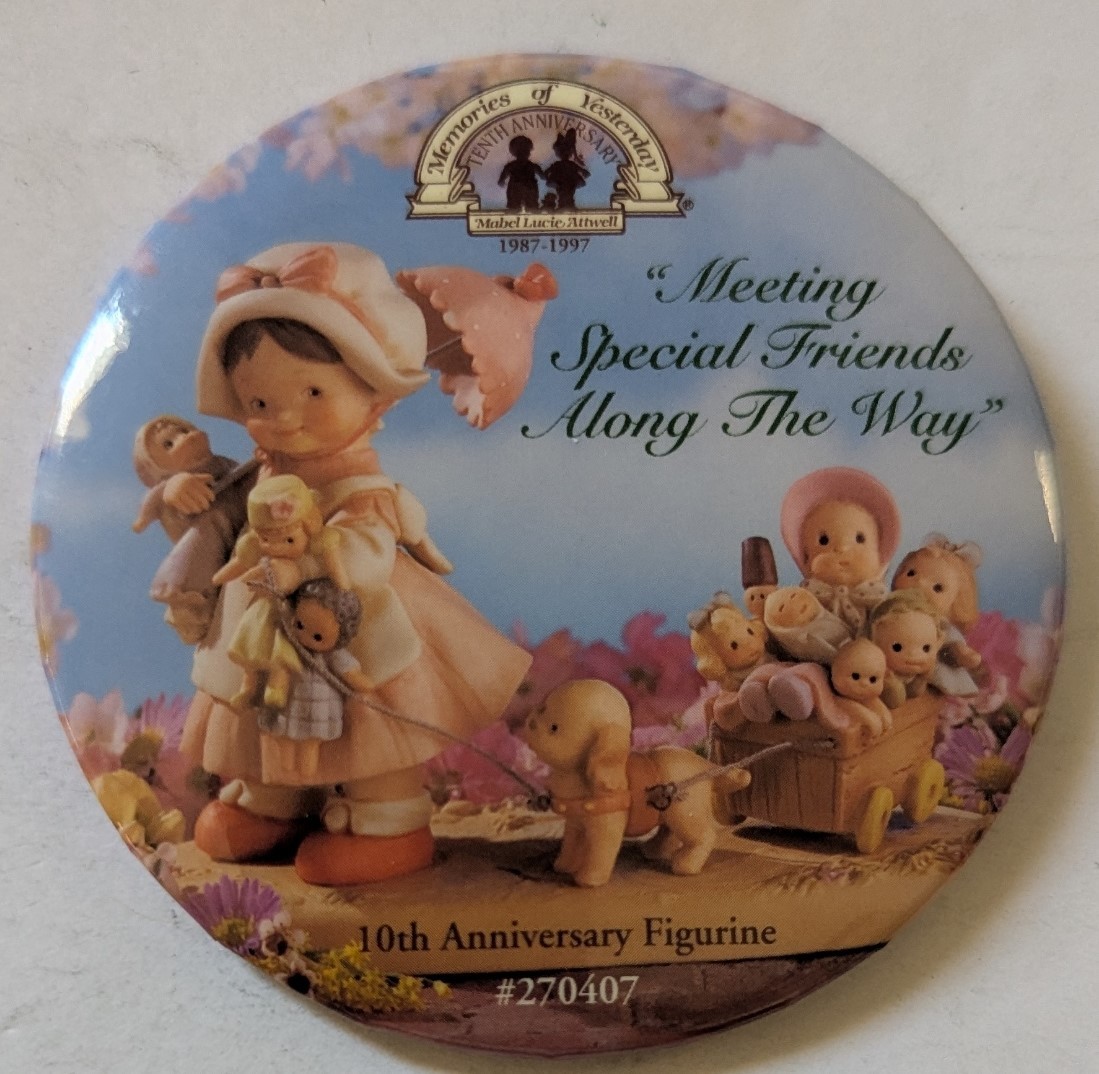 Memories of Yesterday
TENTH ANNIVERSARY
Mabel Lucie Attwell
®
1987-1997
"Meeting
Special Friends
Along The Way"
10th Anniversary Figurine
#270407